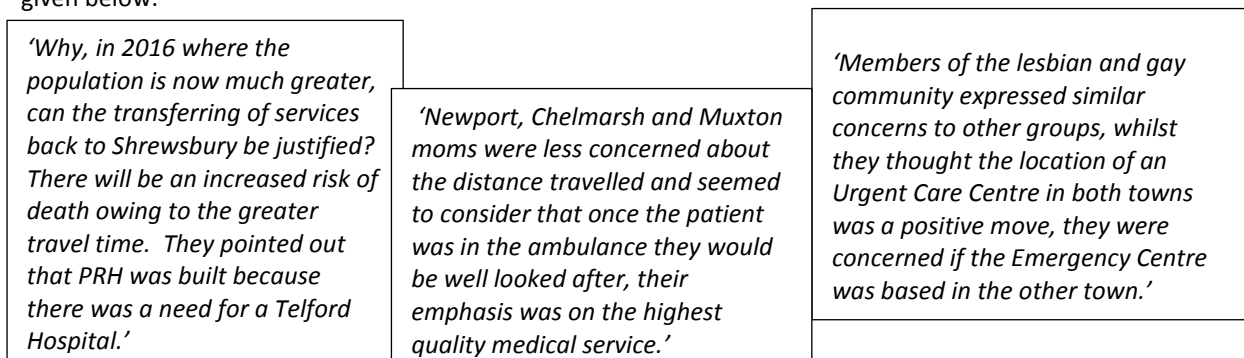 given below.
‘Why, in 2016 where the
population is now much greater,
can the transferring of services
back to Shrewsbury be justified?
There will be an increased risk of
death owing to the greater
travel time.  They pointed out
that PRH was built because
there was a need for a Telford
Hospital.’
‘Newport, Chelmarsh and Muxton
moms were less concerned about
the distance travelled and seemed
to consider that once the patient
was in the ambulance they would
be well looked after, their
emphasis was on the highest
quality medical service.’
‘Members of the lesbian and gay
community expressed similar
concerns to other groups, whilst
they thought the location of an
Urgent Care Centre in both towns
was a positive move, they were
concerned if the Emergency Centre
was based in the other town.’